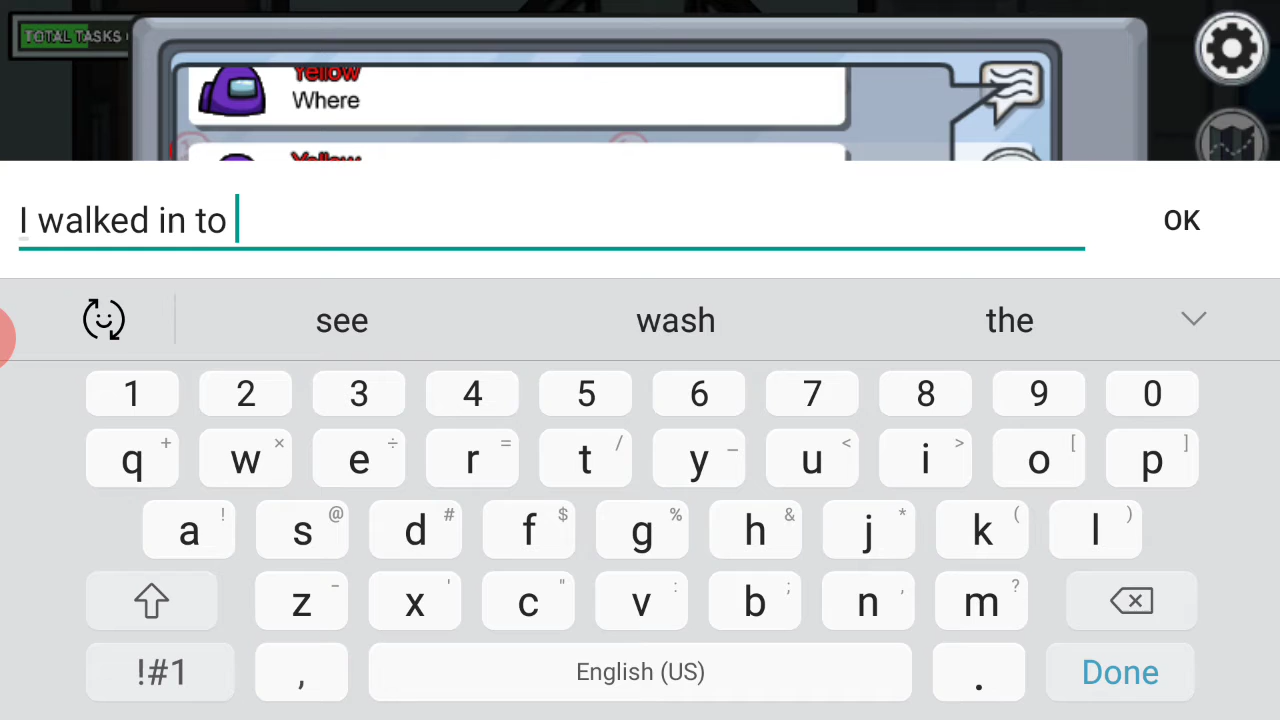 TOTAL TASKS
Yellow
Where
Yellow
I walked in to
OK
see wash the
1 2 3 4 5 6 7 8 9 0
q + w × e ÷ r = t / y _ u < i > o [ p ]
a ! s @ d # f $ g % h & j * k ( l )
z - x ' c " v : b ; n , m ?
!#1 , English (US) . Done